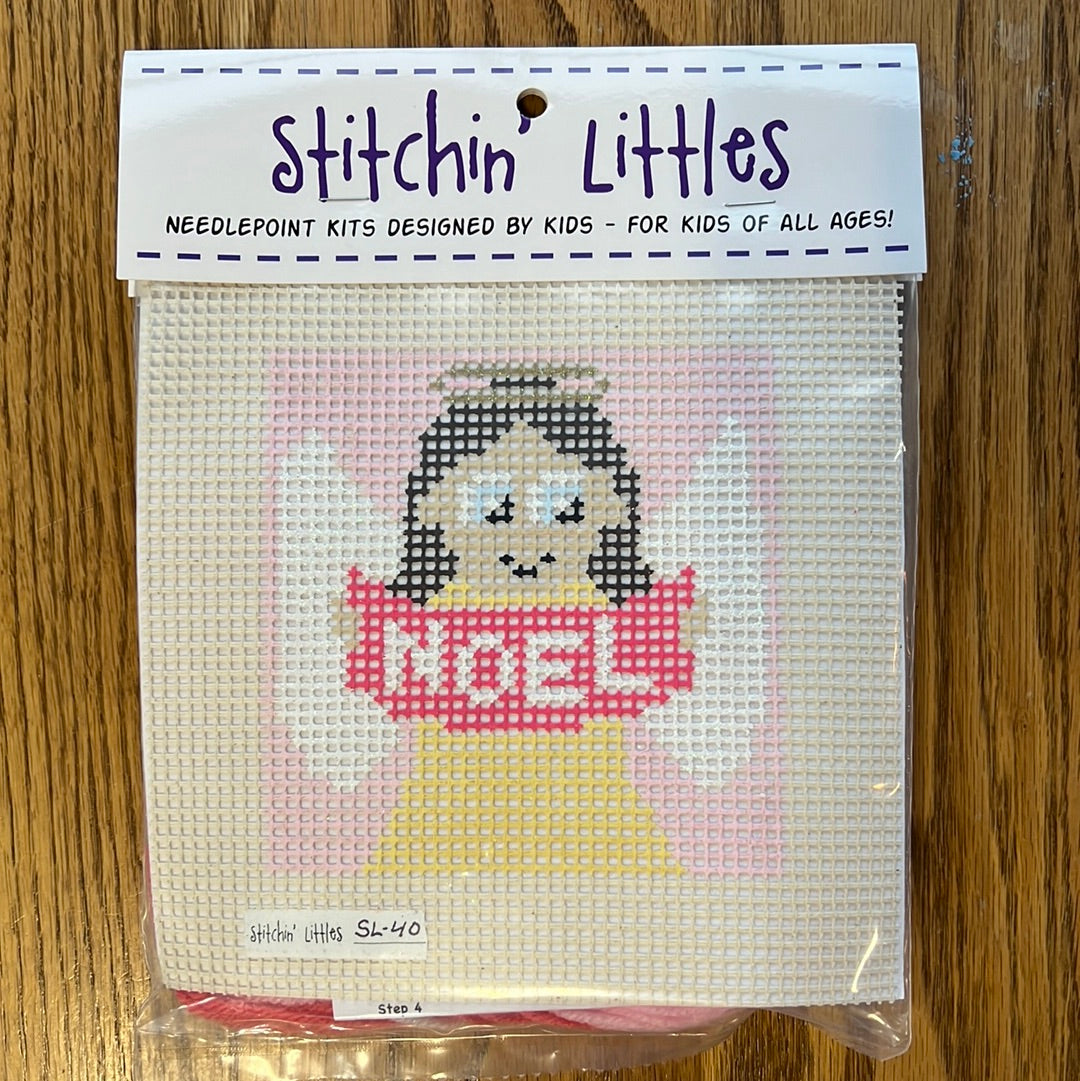 Stitchin' Littles
NEEDLEPOINT KITS DESIGNED BY KIDS - FOR KIDS OF ALL AGES!
NOEL
Stitchin' Littles SL-40
Step 4